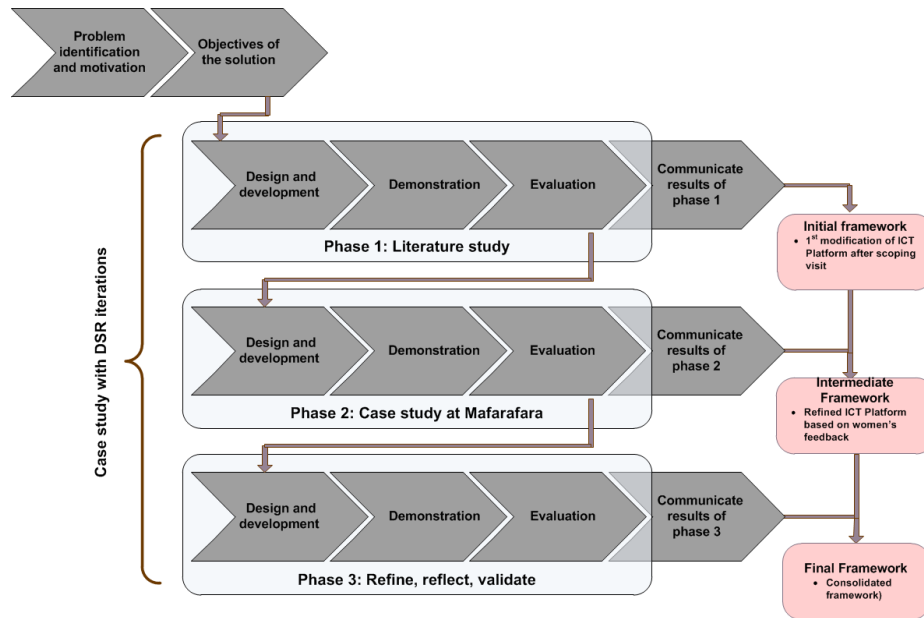 Problem
identification
and motivation
Objectives of
the solution
Case study with DSR iterations
Design and
development
Demonstration
Evaluation
Communicate
results of
phase 1
Phase 1: Literature study
Initial framework
• 1st modification of ICT
Platform after scoping
visit
Design and
development
Demonstration
Evaluation
Communicate
results of
phase 2
Phase 2: Case study at Mafarafara
Intermediate
Framework
• Refined ICT Platform
based on women's
feedback
Design and
development
Demonstration
Evaluation
Communicate
results of
phase 3
Phase 3: Refine, reflect, validate
Final Framework
• Consolidated
framework)